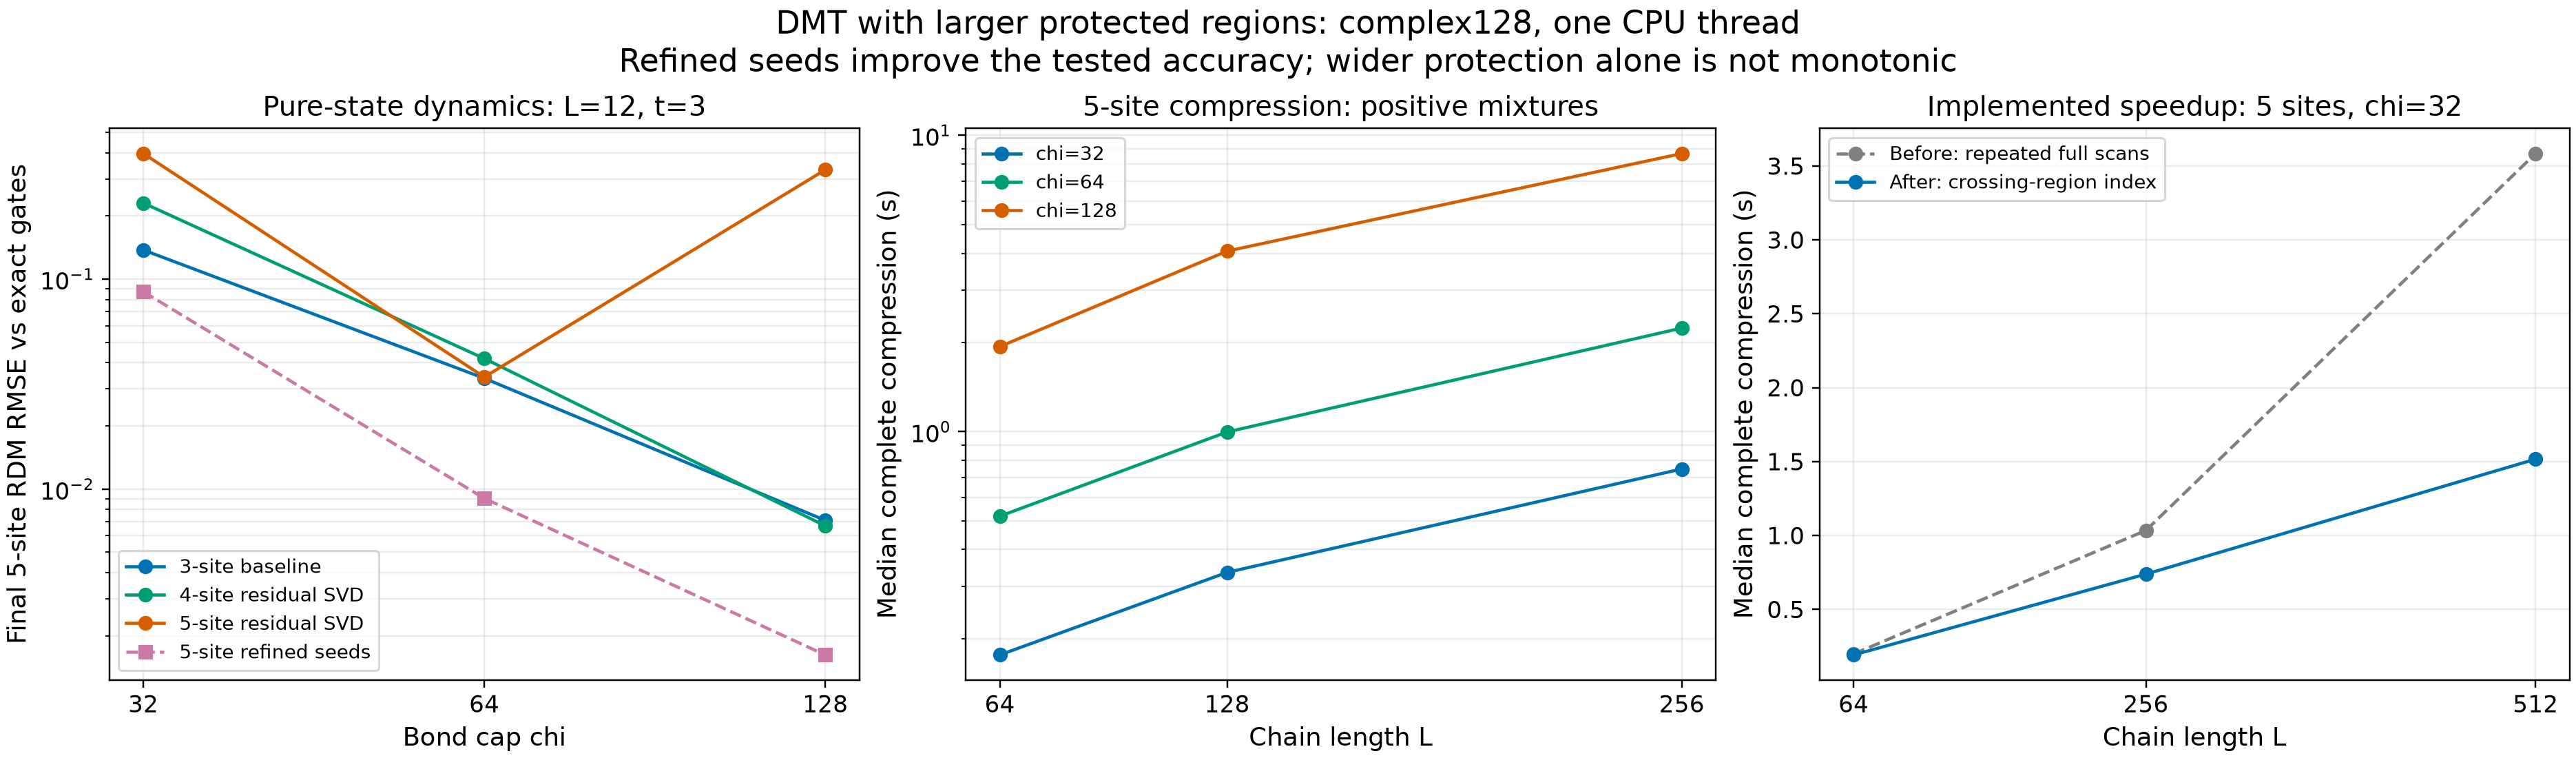 DMT with larger protected regions: complex128, one CPU thread
Refined seeds improve the tested accuracy; wider protection alone is not monotonic
Pure-state dynamics: L=12, t=3
Final 5-site RDM RMSE vs exact gates
10⁻¹
10⁻²
3-site baseline
4-site residual SVD
5-site residual SVD
5-site refined seeds
32
64
128
Bond cap chi
5-site compression: positive mixtures
Median complete compression (s)
10¹
10⁰
chi=32
chi=64
chi=128
64
128
256
Chain length L
Implemented speedup: 5 sites, chi=32
Median complete compression (s)
3.5
3.0
2.5
2.0
1.5
1.0
0.5
Before: repeated full scans
After: crossing-region index
64
256
512
Chain length L